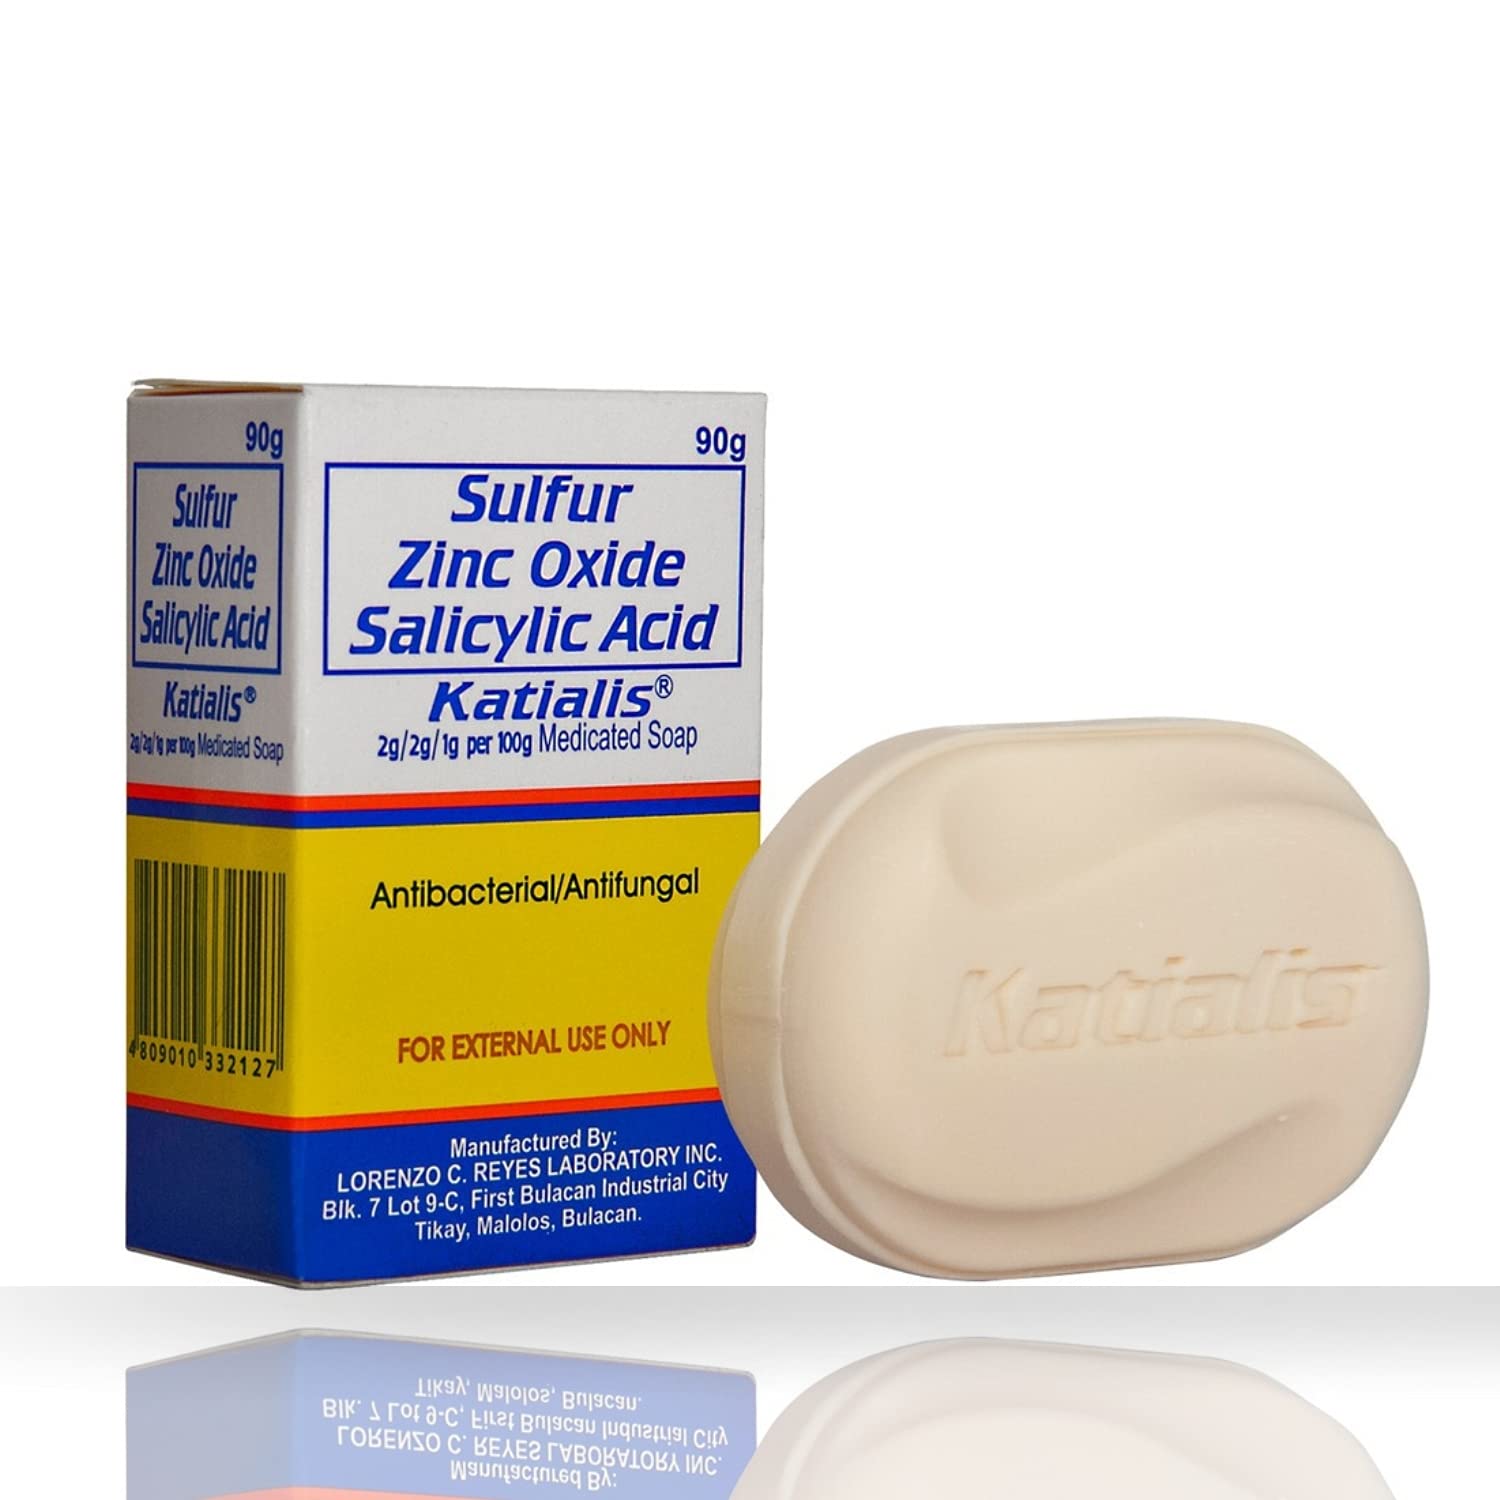 90g
Sulfur
Zinc Oxide
Salicylic Acid
Katialis®
2g/2g/1g per 100g Medicated Soap
4 809010 332127
90g
Sulfur
Zinc Oxide
Salicylic Acid
Katialis®
2g/2g/1g per 100g Medicated Soap
Antibacterial/Antifungal
FOR EXTERNAL USE ONLY
Manufactured By:
LORENZO C. REYES LABORATORY INC.
Blk. 7 Lot 9-C, First Bulacan Industrial City
Tikay, Malolos, Bulacan.
Katialis